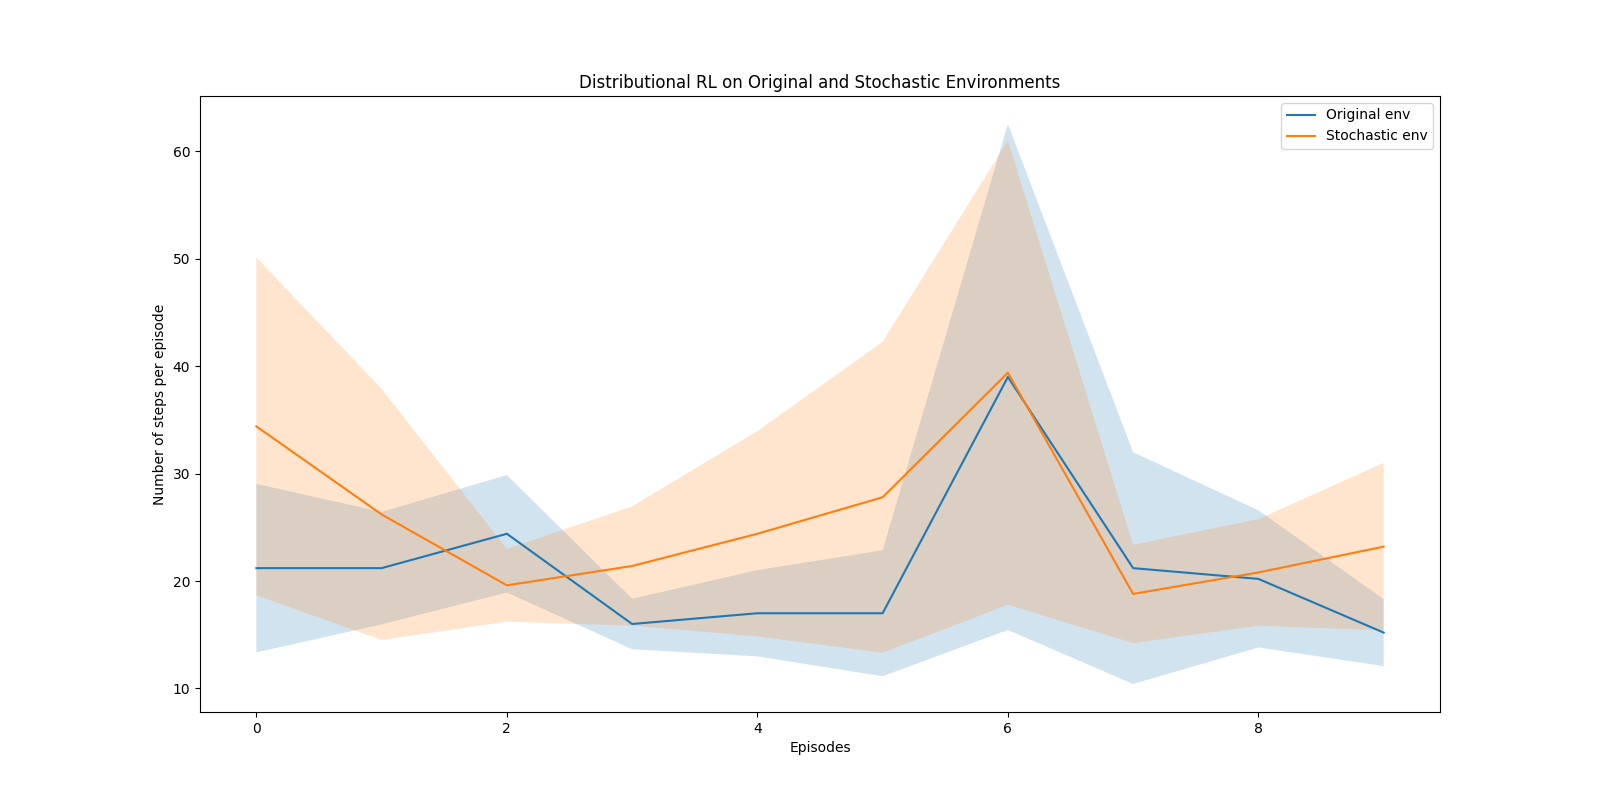 Distributional RL on Original and Stochastic Environments
Original env
Stochastic env
60
50
40
30
20
10
Number of steps per episode
0 2 4 6 8
Episodes